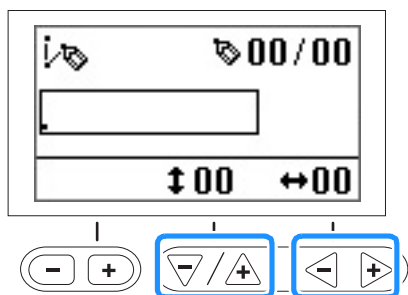 00/00
00 00
- +
- / +
- +